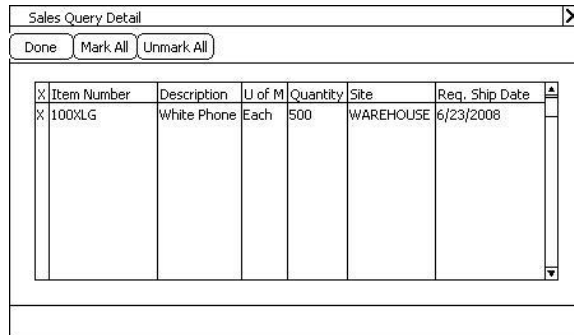 Sales Query Detail X
Done Mark All Unmark All
X Item Number Description U of M Quantity Site Req. Ship Date
X 100XLG White Phone Each 500 WAREHOUSE 6/23/2008